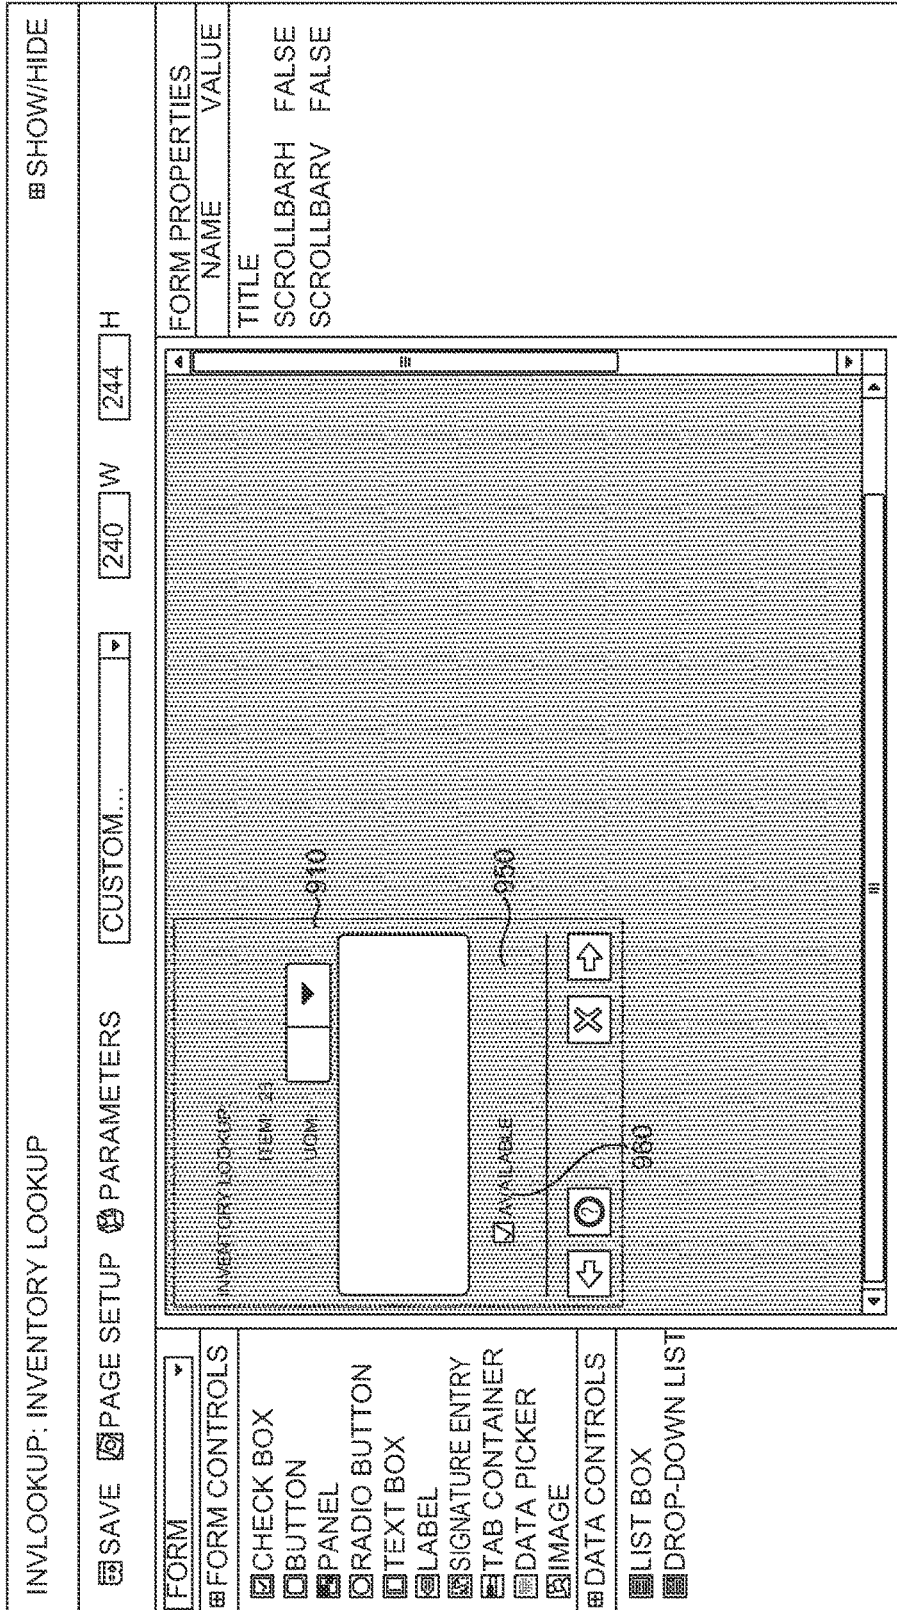 INVLOOKUP: INVENTORY LOOKUP
SHOW/HIDE
SAVE PAGE SETUP PARAMETERS CUSTOM... 240 W 244 H
FORM
FORM CONTROLS
CHECK BOX
BUTTON
PANEL
RADIO BUTTON
TEXT BOX
LABEL
SIGNATURE ENTRY
TAB CONTAINER
DATA PICKER
IMAGE
DATA CONTROLS
LIST BOX
DROP-DOWN LIST
INVENTORY LOOKUP:
ITEM: 23
UOM:
910
AVAILABLE
950
960
FORM PROPERTIES
NAME VALUE
TITLE
SCROLLBARH FALSE
SCROLLBARV FALSE